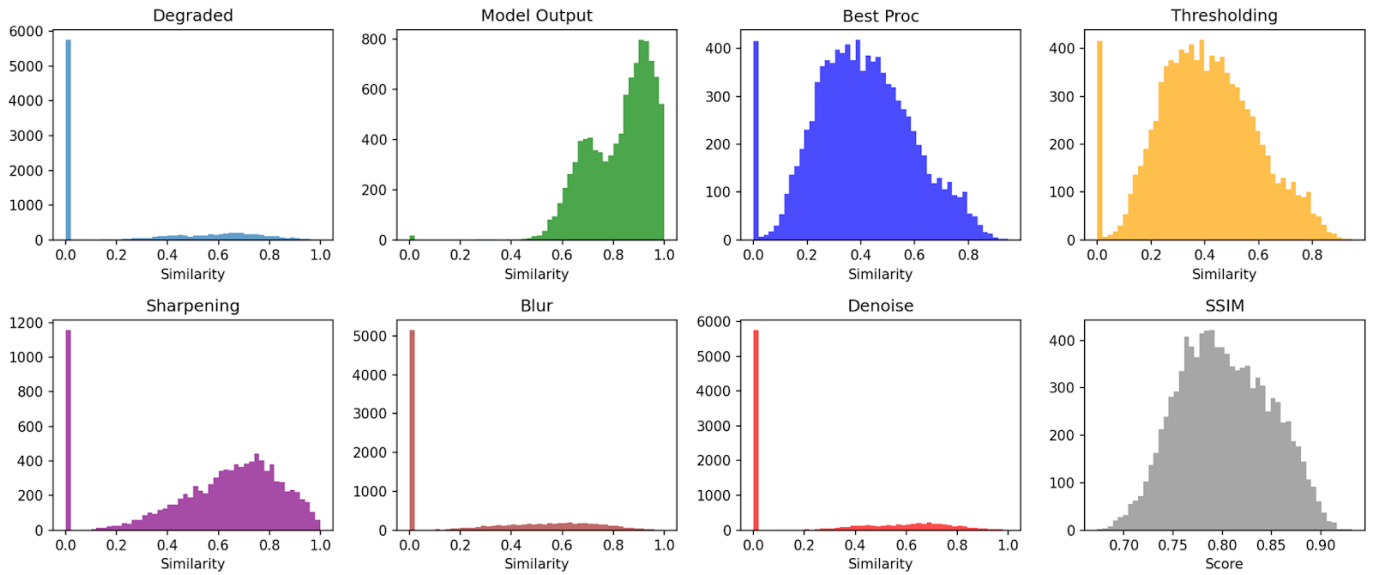 Degraded Model Output Best Proc Thresholding
6000
5000
4000
3000
2000
1000
0
0.0 0.2 0.4 0.6 0.8 1.0
Similarity
800
600
400
200
0
0.0 0.2 0.4 0.6 0.8 1.0
Similarity
400
300
200
100
0
0.0 0.2 0.4 0.6 0.8
Similarity
400
300
200
100
0
0.0 0.2 0.4 0.6 0.8
Similarity
Sharpening Blur Denoise SSIM
1200
1000
800
600
400
200
0
0.0 0.2 0.4 0.6 0.8 1.0
Similarity
5000
4000
3000
2000
1000
0
0.0 0.2 0.4 0.6 0.8 1.0
Similarity
6000
5000
4000
3000
2000
1000
0
0.0 0.2 0.4 0.6 0.8 1.0
Similarity
400
300
200
100
0
0.70 0.75 0.80 0.85 0.90
Score